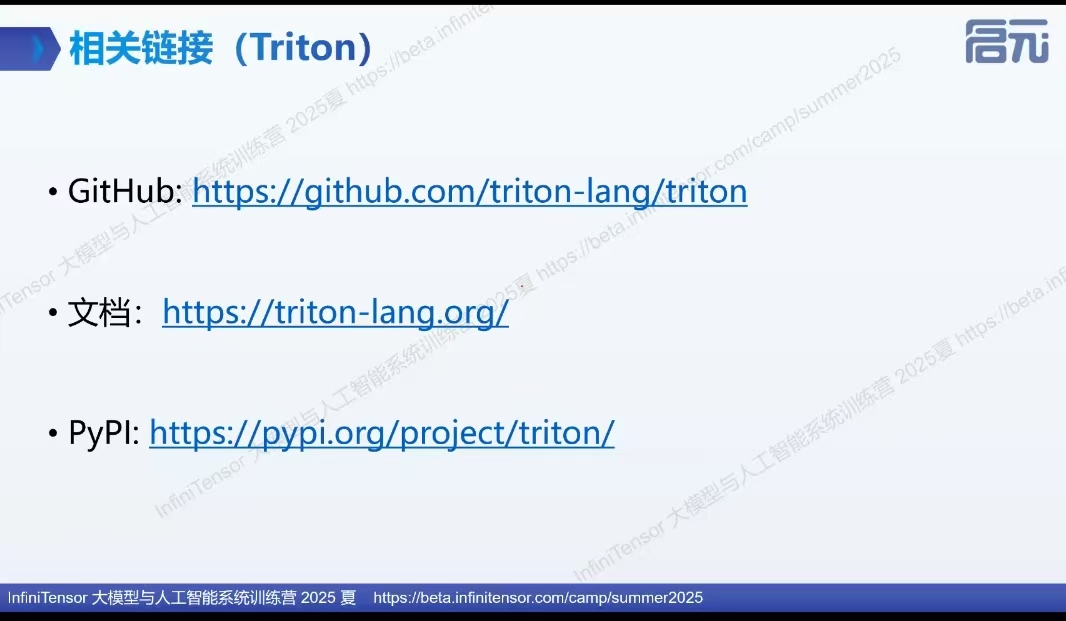 相关链接（Triton）
启元
• GitHub: https://github.com/triton-lang/triton
• 文档：https://triton-lang.org/
• PyPI: https://pypi.org/project/triton/
InfiniTensor 大模型与人工智能系统训练营 2025夏 https://beta.infinitensor.com/camp/summer2025
InfiniTensor 大模型与人工智能系统训练营 2025 夏 https://beta.infinitensor.com/camp/summer2025